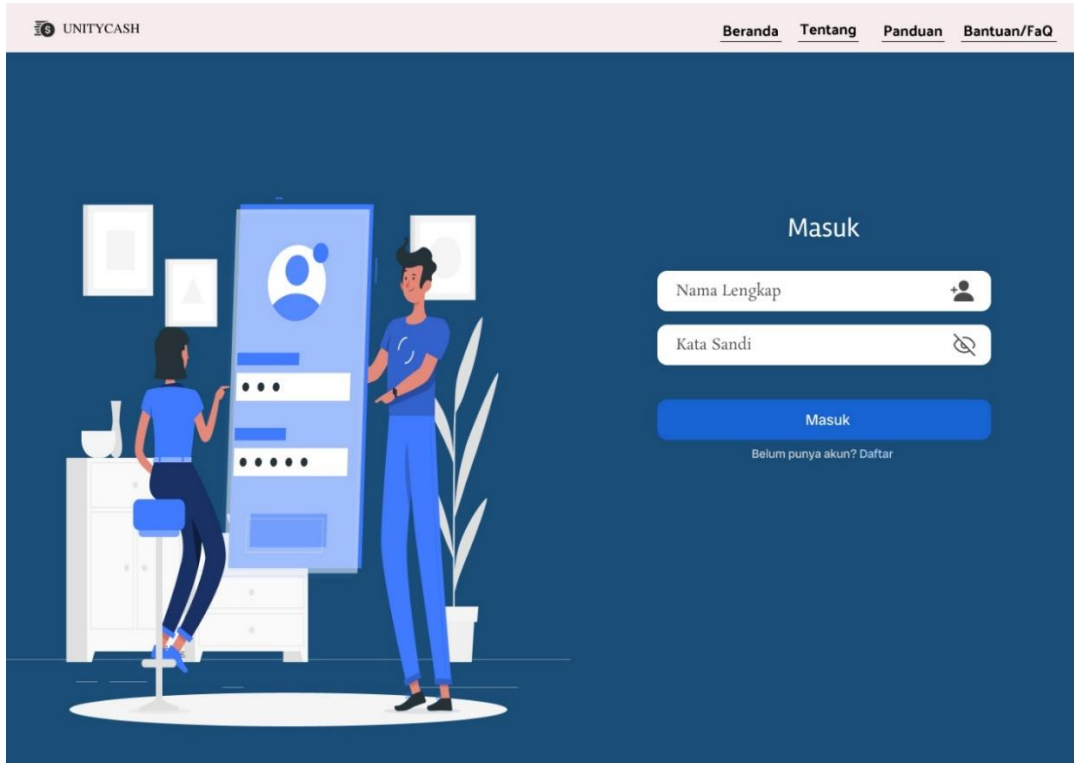 UNITYCASH
Beranda Tentang Panduan Bantuan/FaQ
Masuk
Nama Lengkap
Kata Sandi
Masuk
Belum punya akun? Daftar